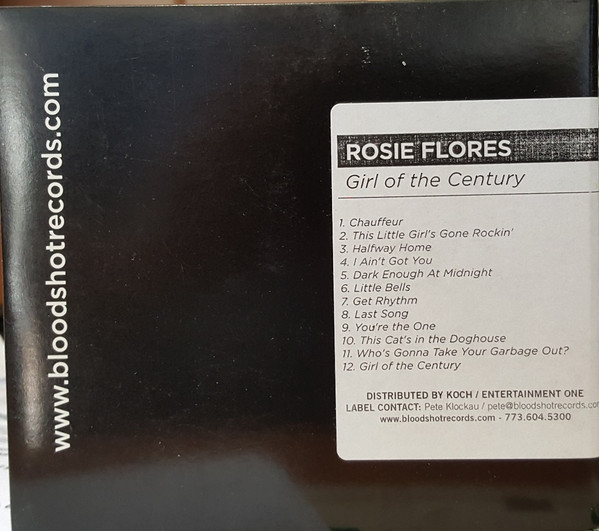 www.bloodshotrecords.com
ROSIE FLORES
Girl of the Century
1. Chauffeur
2. This Little Girl's Gone Rockin'
3. Halfway Home
4. I Ain't Got You
5. Dark Enough At Midnight
6. Little Bells
7. Get Rhythm
8. Last Song
9. You're the One
10. This Cat's in the Doghouse
11. Who's Gonna Take Your Garbage Out?
12. Girl of the Century
DISTRIBUTED BY KOCH / ENTERTAINMENT ONE
LABEL CONTACT: Pete Klockau / pete@bloodshotrecords.co
www.bloodshotrecords.com - 773.604.5300